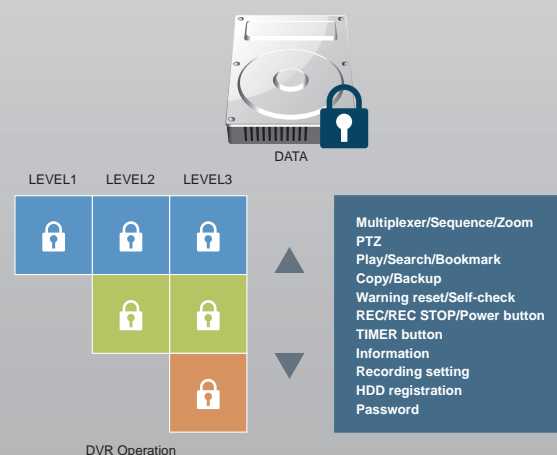 DATA
LEVEL1 LEVEL2 LEVEL3
Multiplexer/Sequence/Zoom
PTZ
Play/Search/Bookmark
Copy/Backup
Warning reset/Self-check
REC/REC STOP/Power button
TIMER button
Information
Recording setting
HDD registration
Password
DVR Operation